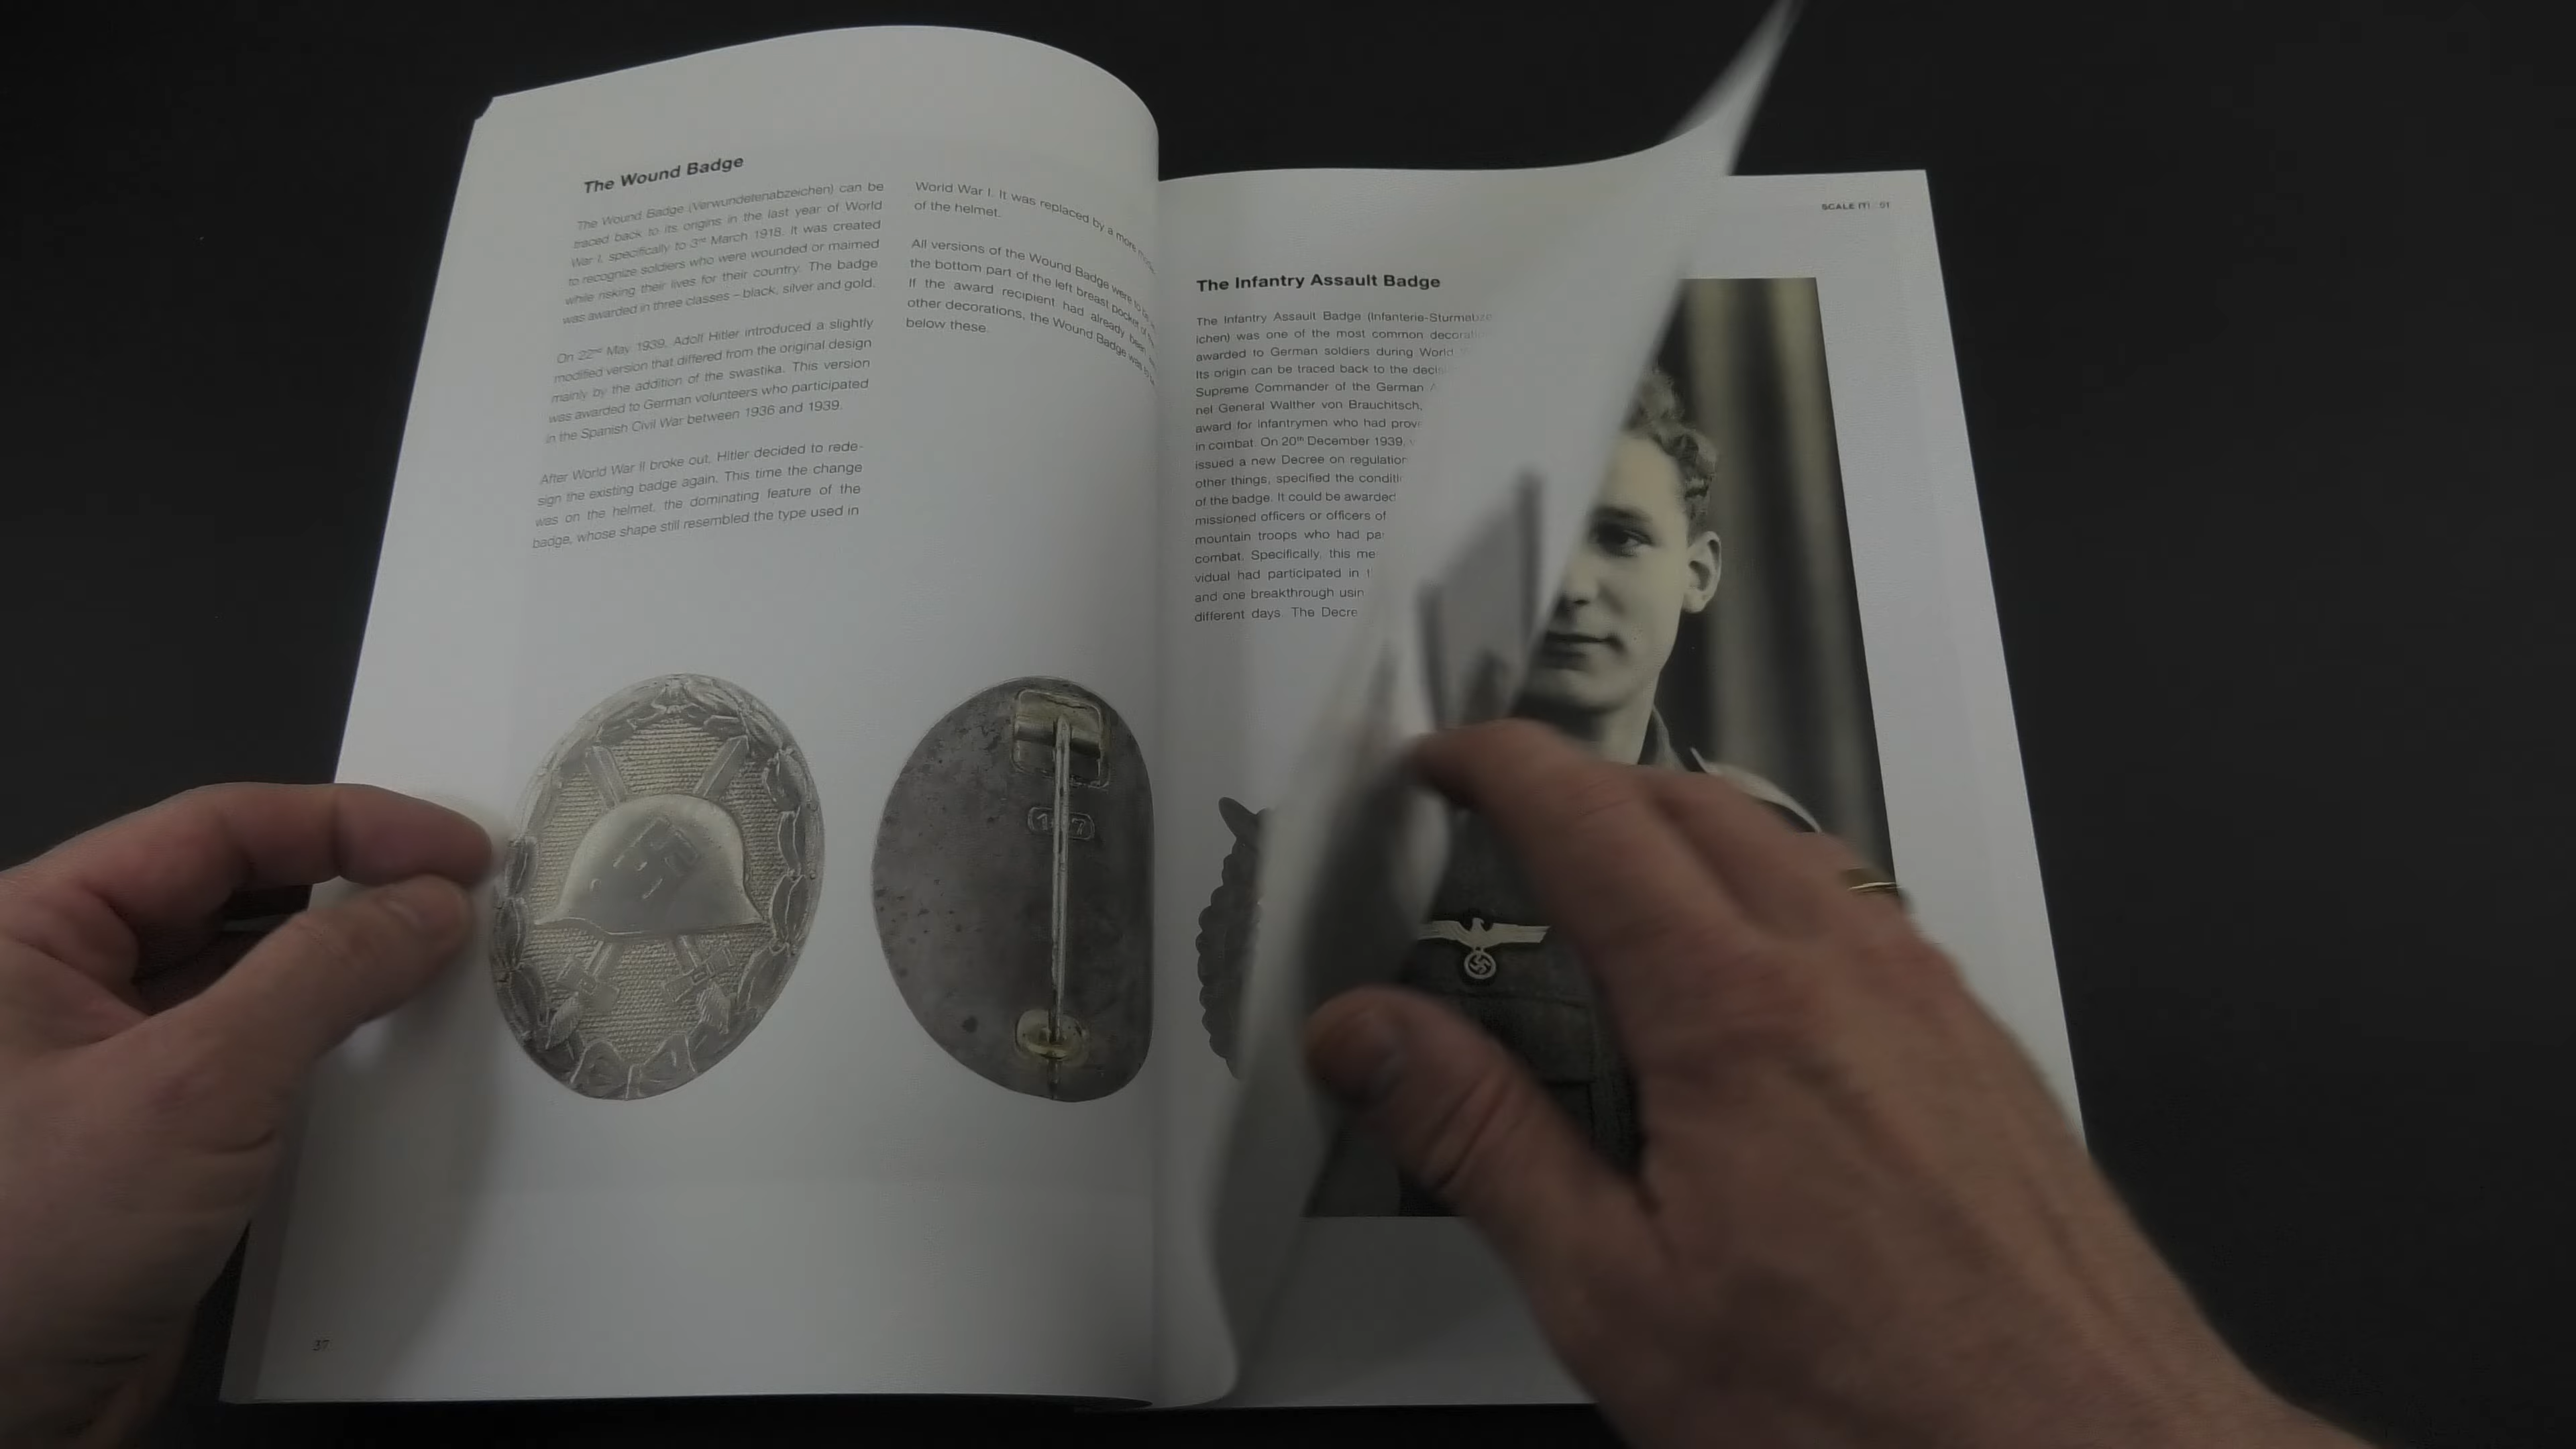 The Wound Badge
The Wound Badge (Verwundetenabzeichen) can be
traced back to its origins in the last year of World
War I, specifically to 3rd March 1918. It was created
to recognize soldiers who were wounded or maimed
while risking their lives for their country. The badge
was awarded in three classes – black, silver and gold.
On 22nd May, 1939, Adolf Hitler introduced a slightly
modified version that differed from the original design
mainly by the addition of the swastika. This version
was awarded to German volunteers who participated
in the Spanish Civil War between 1936 and 1939.
After World War II broke out, Hitler decided to rede-
sign the existing badge again. This time the change
was on the helmet, the dominating feature of the
badge, whose shape still resembled the type used in
World War I. It was replaced by a more
of the helmet.
All versions of the Wound Badge were to be
the bottom part of the left breast pocket of
If the award recipient had already been
other decorations, the Wound Badge was to
below these.
107
37
SCALE IT! 91
The Infantry Assault Badge
The Infantry Assault Badge (Infanterie-Sturmabze
ichen) was one of the most common
awarded to German soldiers during World
Its origin can be traced back to the
Supreme Commander of the German
nel General Walther von Brauchitsch,
award for infantrymen who had
in combat. On 20th December 1939,
issued a new Decree on
other things, specified the
of the badge. It could be awarded
missioned officers or officers of
mountain troops who had
combat. Specifically, this
vidual had participated in
and one breakthrough
different days. The